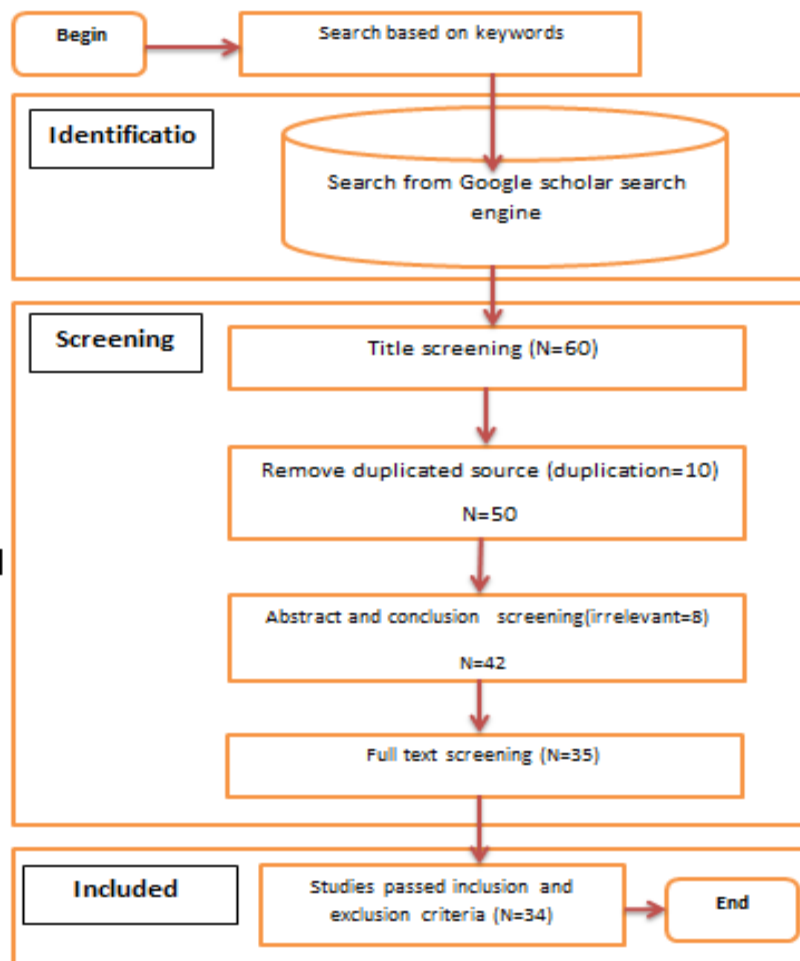 Begin
Search based on keywords
Identificatio
Search from Google scholar search
engine
Screening
Title screening (N=60)
Remove duplicated source (duplication=10)
N=50
Abstract and conclusion screening(irrelevant=8)
N=42
Full text screening (N=35)
Included
Studies passed inclusion and
exclusion criteria (N=34)
End